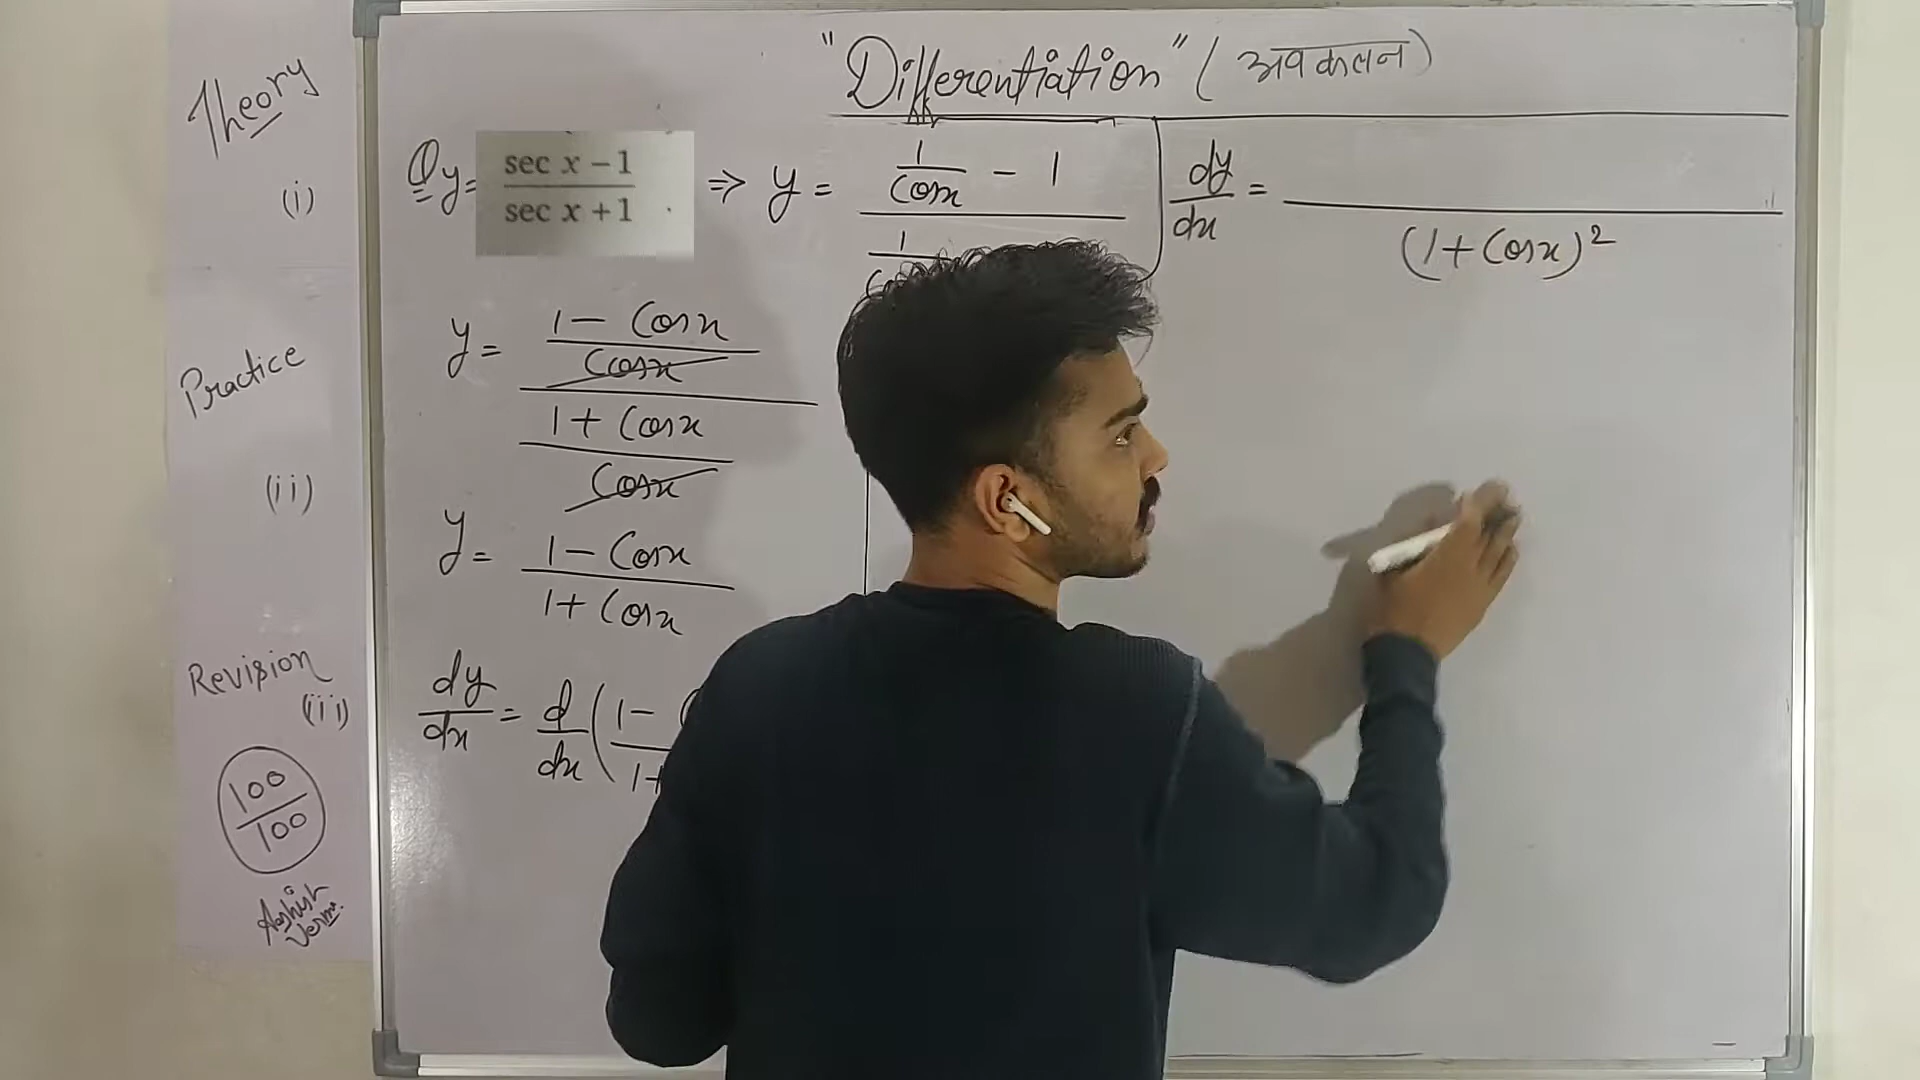 "Differentiation" (अवकलन)
Theory
(i)
Practice
(ii)
Revision
(iii)
100
100
Ashish
Verma.
Q y = sec x − 1
sec x + 1
⇒ y = 1
Cosx − 1
1
y = 1 − Cosx
Cosx
1 + Cosx
Cosx
y = 1 − Cosx
1 + Cosx
dy
dx = d
dx ( 1 −
1+
dy
dx =
(1 + Cosx)²